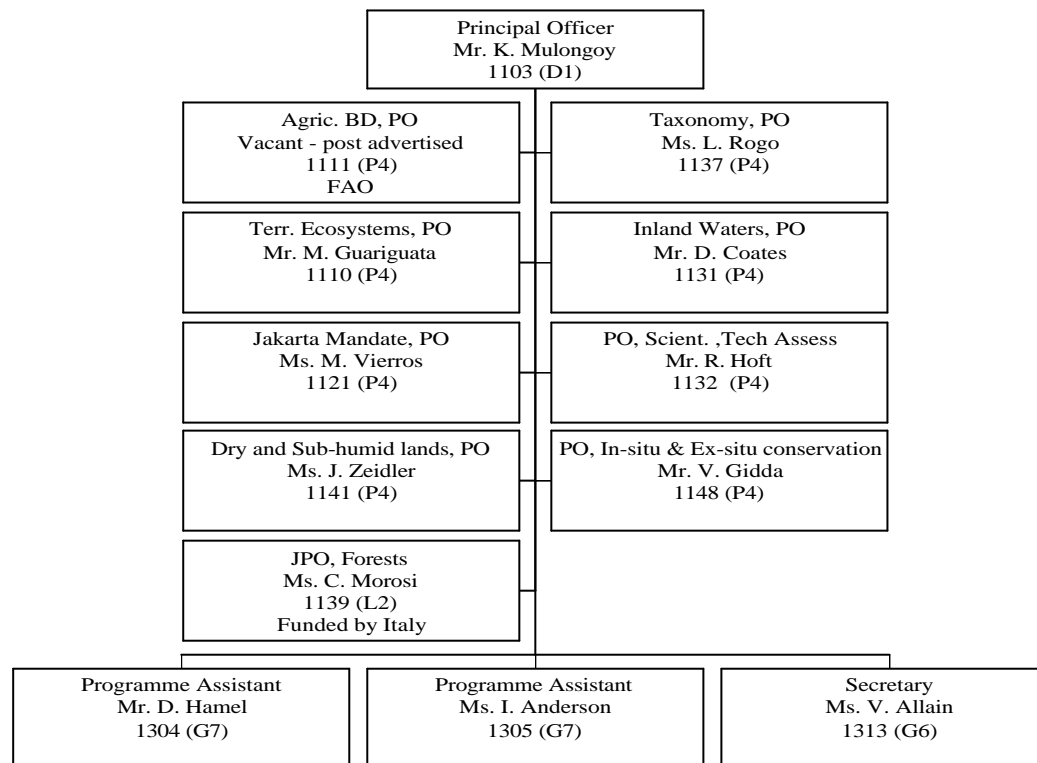 Principal Officer
Mr. K. Mulongoy
1103 (D1)
Agric. BD, PO
Vacant - post advertised
1111 (P4)
FAO
Taxonomy, PO
Ms. L. Rogo
1137 (P4)
Terr. Ecosystems, PO
Mr. M. Guariguata
1110 (P4)
Inland Waters, PO
Mr. D. Coates
1131 (P4)
Jakarta Mandate, PO
Ms. M. Vierros
1121 (P4)
PO, Scient. ,Tech Assess
Mr. R. Hoft
1132  (P4)
Dry and Sub-humid lands, PO
Ms. J. Zeidler
1141 (P4)
PO, In-situ & Ex-situ conservation
Mr. V. Gidda
1148 (P4)
JPO, Forests
Ms. C. Morosi
1139 (L2)
Funded by Italy
Programme Assistant
Mr. D. Hamel
1304 (G7)
Programme Assistant
Ms. I. Anderson
1305 (G7)
Secretary
Ms. V. Allain
1313 (G6)